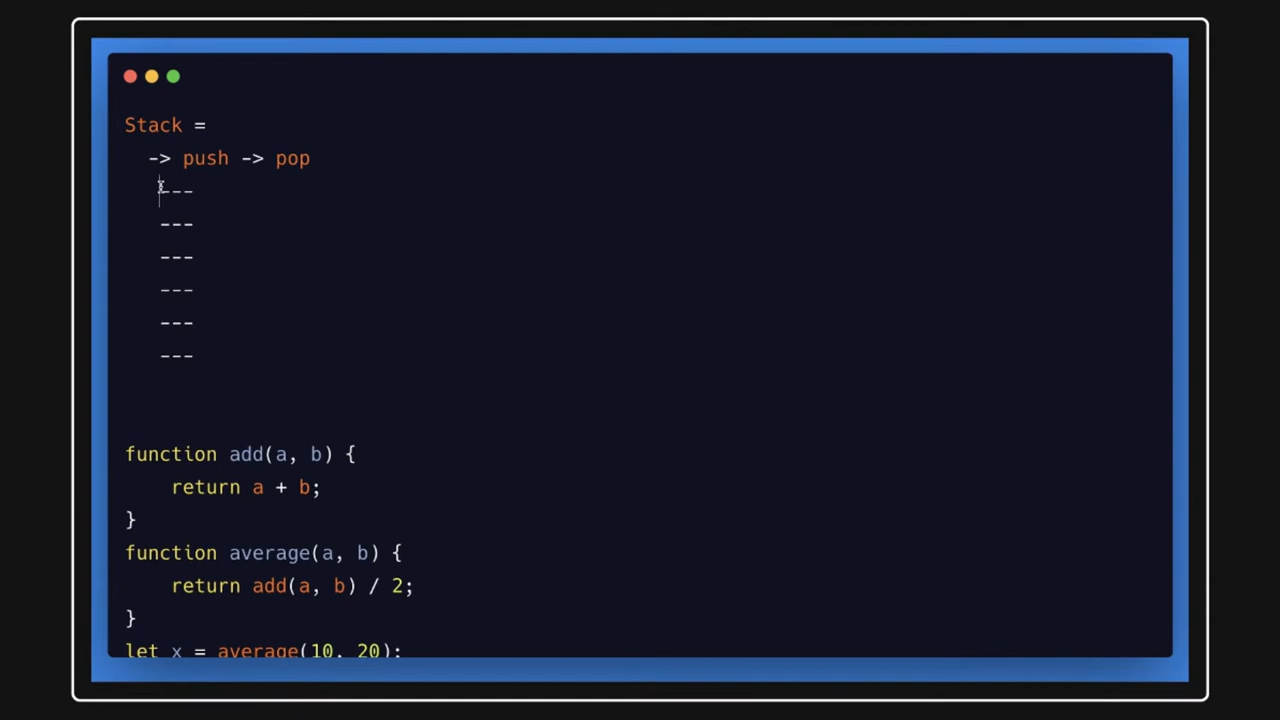 Stack =
-> push -> pop
---
---
---
---
---
---
function add(a, b) {
return a + b;
}
function average(a, b) {
return add(a, b) / 2;
}
let x = average(10, 20);